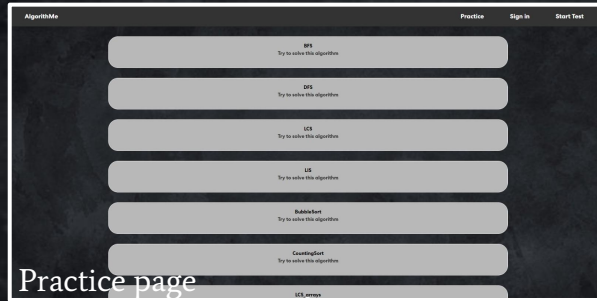 AlgorithMe Practice Sign in Start Test
BFS
Try to solve this algorithm
DFS
Try to solve this algorithm
LCS
Try to solve this algorithm
LIS
Try to solve this algorithm
BubbleSort
Try to solve this algorithm
CountingSort
Try to solve this algorithm
LCS_arrays
Practice page